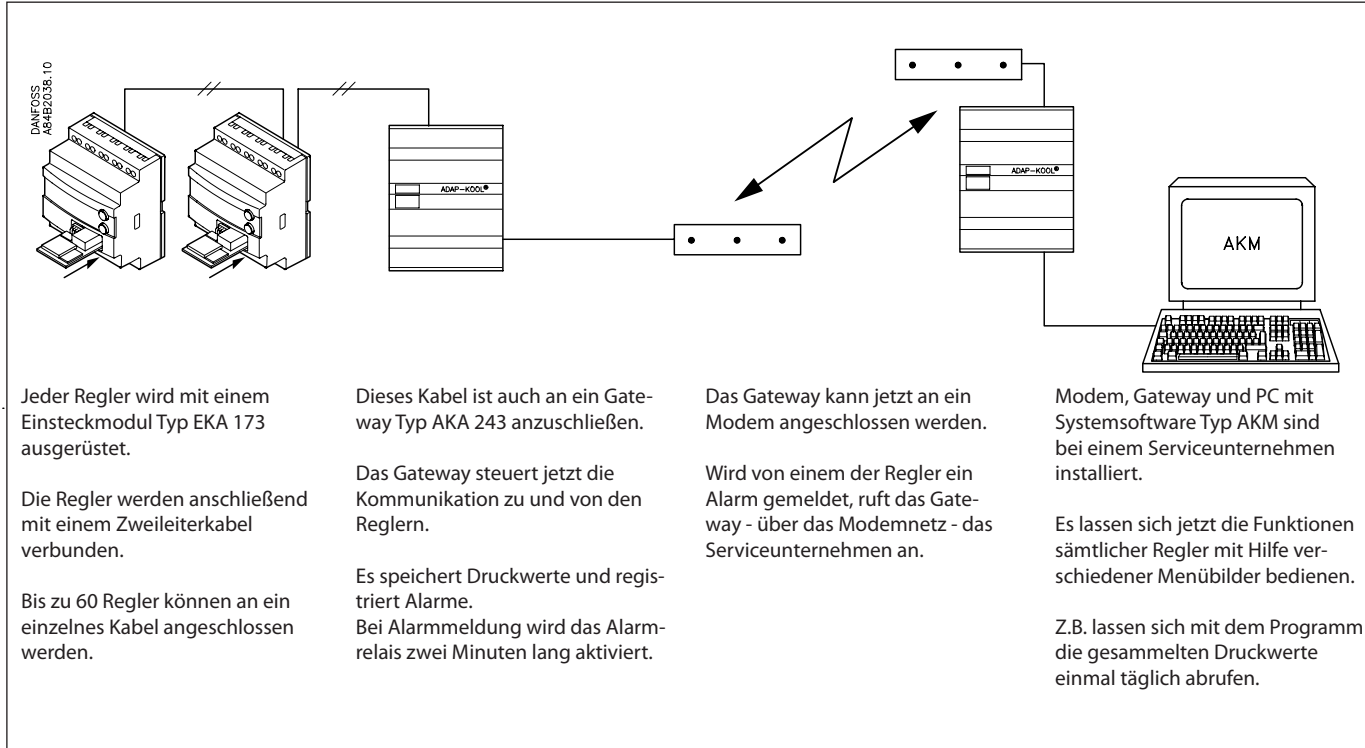 DANFOSS
A84B2038.10
ADAP-KOOL®
ADAP-KOOL®
AKM
Jeder Regler wird mit einem
Einsteckmodul Typ EKA 173
ausgerüstet.
Die Regler werden anschließend
mit einem Zweileiterkabel
verbunden.
Bis zu 60 Regler können an ein
einzelnes Kabel angeschlossen
werden.
Dieses Kabel ist auch an ein Gate-
way Typ AKA 243 anzuschließen.
Das Gateway steuert jetzt die
Kommunikation zu und von den
Reglern.
Es speichert Druckwerte und regis-
triert Alarme.
Bei Alarmmeldung wird das Alarm-
relais zwei Minuten lang aktiviert.
Das Gateway kann jetzt an ein
Modem angeschlossen werden.
Wird von einem der Regler ein
Alarm gemeldet, ruft das Gate-
way - über das Modemnetz - das
Serviceunternehmen an.
Modem, Gateway und PC mit
Systemsoftware Typ AKM sind
bei einem Serviceunternehmen
installiert.
Es lassen sich jetzt die Funktionen
sämtlicher Regler mit Hilfe ver-
schiedener Menübilder bedienen.
Z.B. lassen sich mit dem Programm
die gesammelten Druckwerte
einmal täglich abrufen.